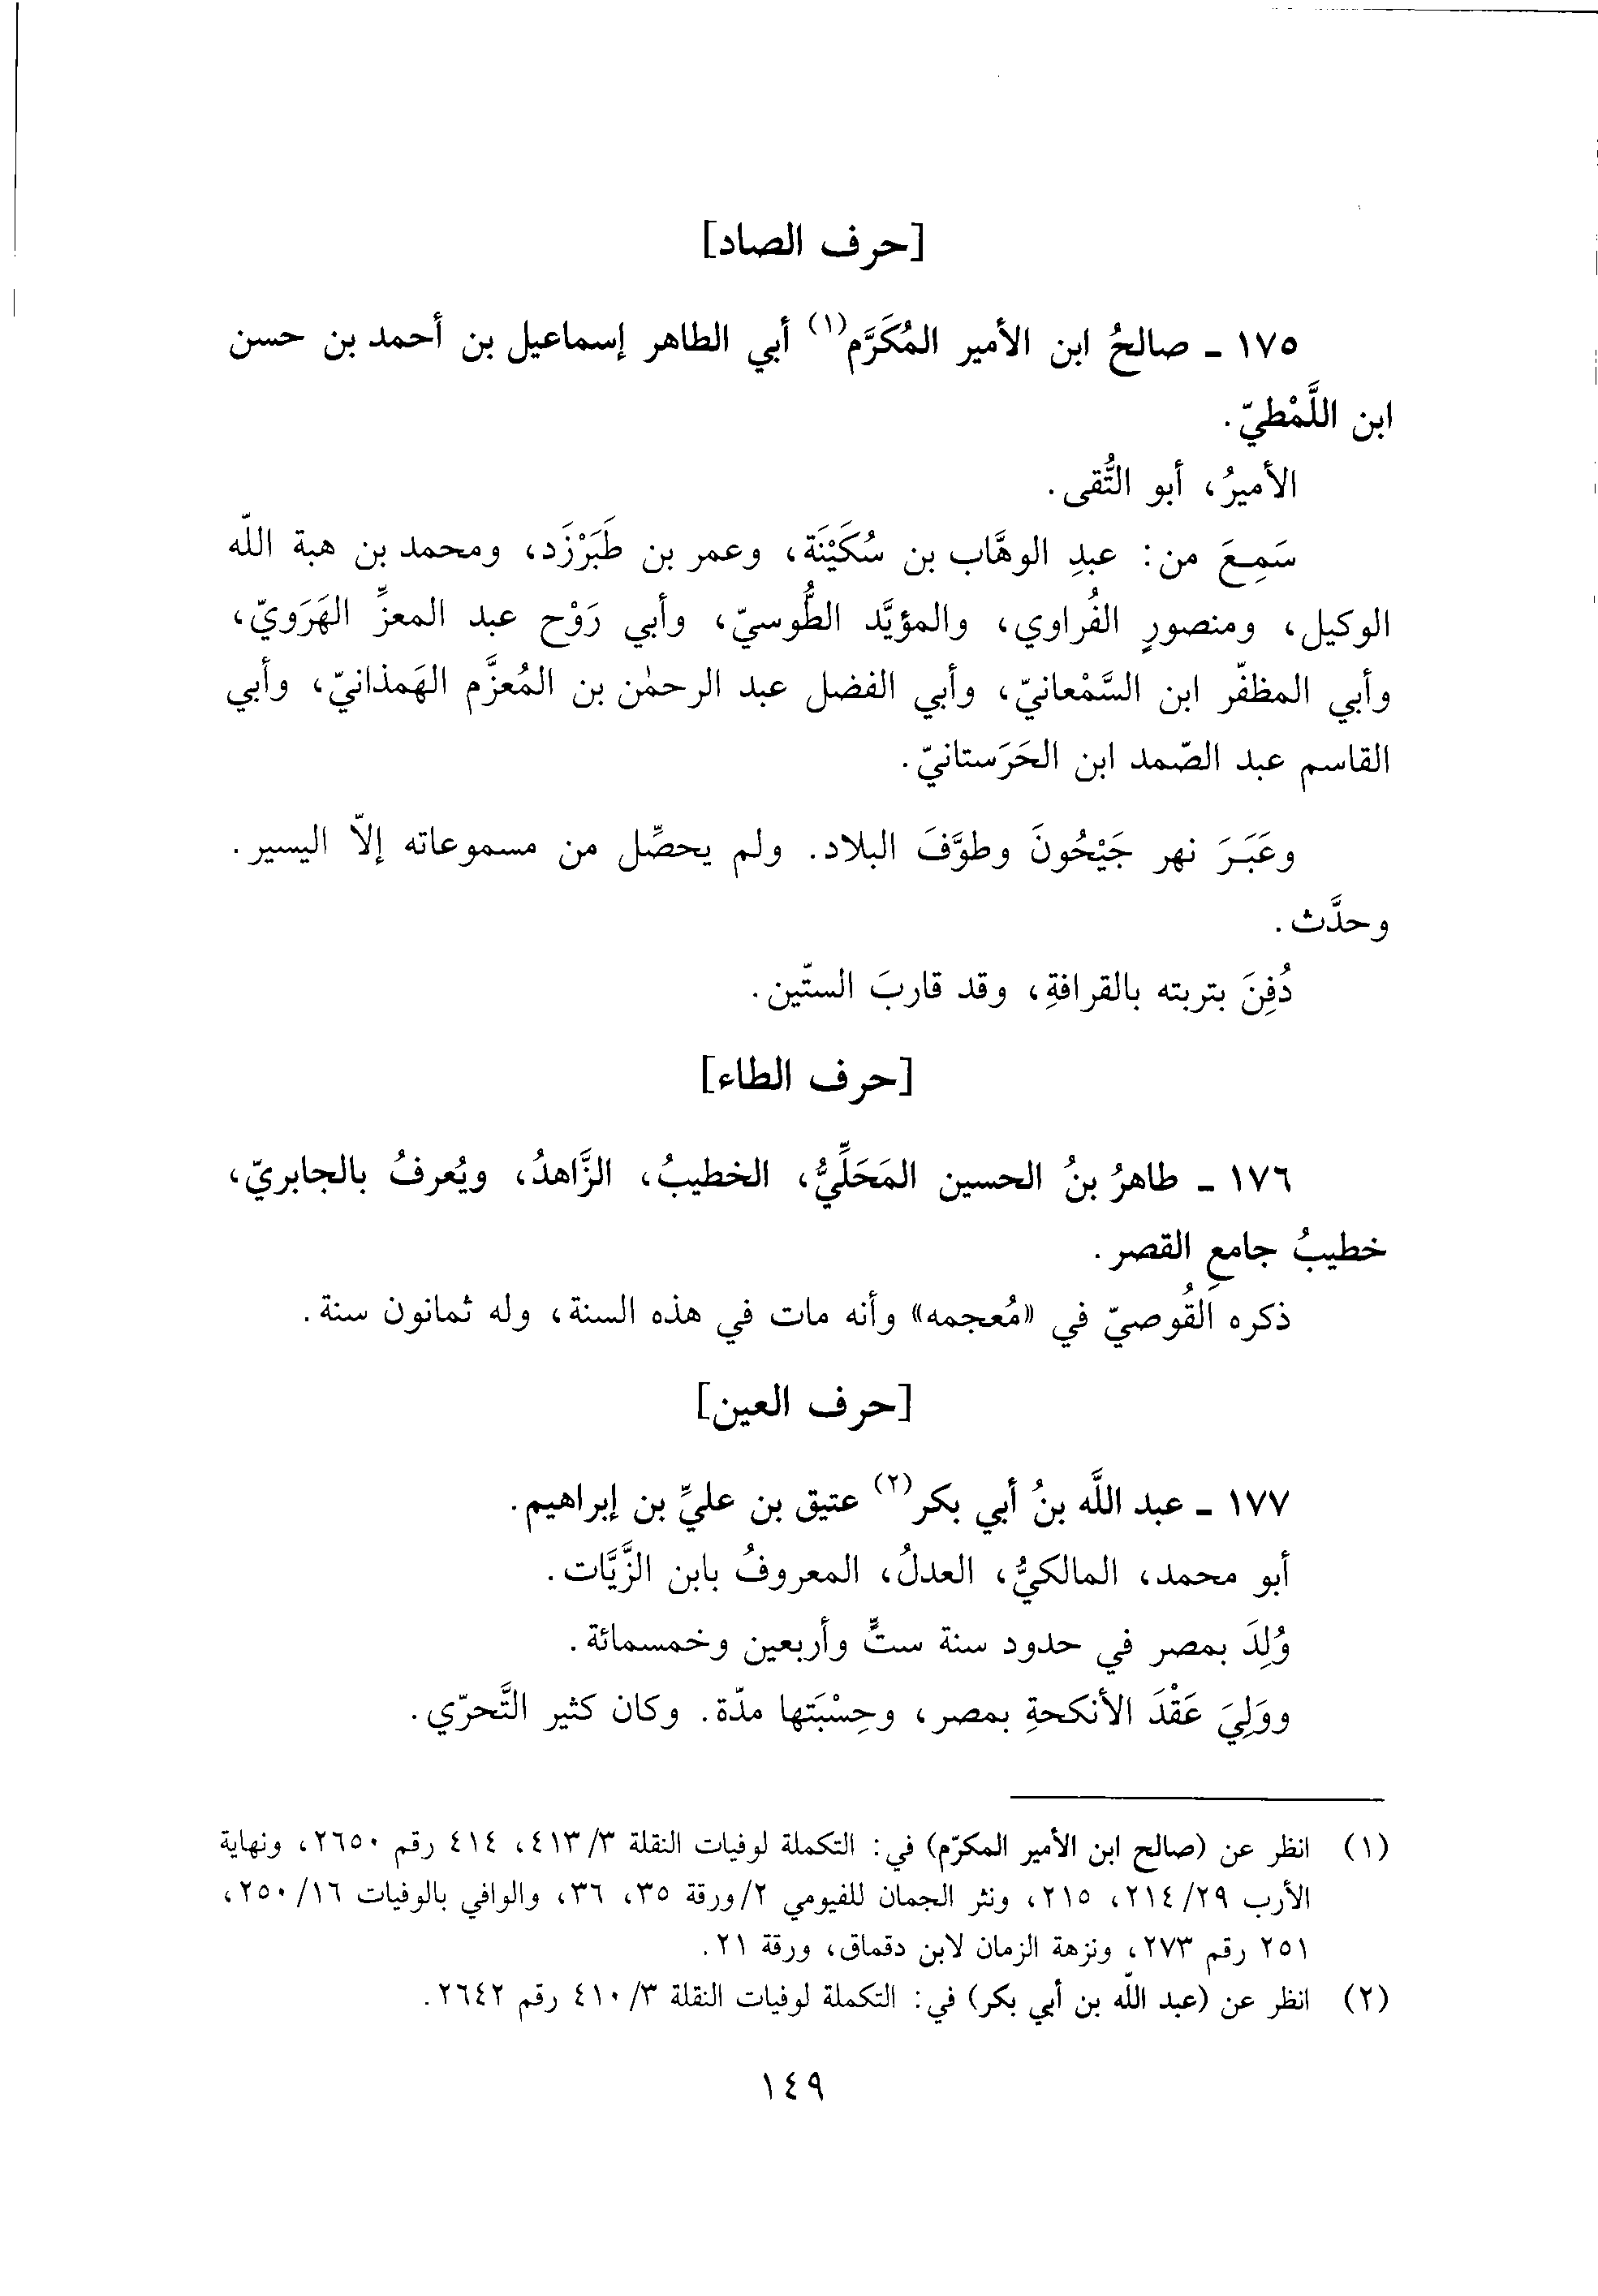 [حرف الصاد]
١٧٥ ـ صالحُ ابن الأمير المُكَرَّم(١) أبي الطاهر إسماعيل بن أحمد بن حسن
ابن اللَّمْطيّ.
الأميرُ، أبو التُّقى.
سَمِعَ من: عبدِ الوهَّاب بن سُكَيْنَة، وعمر بن طَبَرْزَد، ومحمد بن هبة اللّه
الوكيل، ومنصورٍ الفُراوي، والمؤيَّد الطُّوسيّ، وأبي رَوْح عبد المعزِّ الهَرَويّ،
وأبي المظفّر ابن السَّمْعانيّ، وأبي الفضل عبد الرحمٰن بن المُعزَّم الهَمذانيّ، وأبي
القاسم عبد الصّمد ابن الحَرَستانيّ.
وعَبَرَ نهر جَيْحُونَ وطوَّفَ البلاد. ولم يحصِّل من مسموعاته إلاّ اليسير.
وحدَّث.
دُفِنَ بتربته بالقرافةِ، وقد قاربَ الستّين.
[حرف الطاء]
١٧٦ ـ طاهرُ بنُ الحسين المَحَلِّيُّ، الخطيبُ، الزَّاهدُ، ويُعرفُ بالجابريّ،
خطيبُ جامعِ القصر.
ذكره القُوصيّ في «مُعجمه» وأنه مات في هذه السنة، وله ثمانون سنة.
[حرف العين]
١٧٧ ـ عبد اللَّه بنُ أبي بكر(٢) عتيق بن عليِّ بن إبراهيم.
أبو محمد، المالكيُّ، العدلُ، المعروفُ بابن الزَّيَّات.
وُلِدَ بمصر في حدود سنة ستٍّ وأربعين وخمسمائة.
ووَلِيَ عَقْدَ الأنكحةِ بمصر، وحِسْبَتها مدّة. وكان كثير التَّحرّي.
(١) انظر عن (صالح ابن الأمير المكرّم) في: التكملة لوفيات النقلة ٣/ ٤١٣، ٤١٤ رقم ٢٦٥٠، ونهاية
الأرب ٢٩/ ٢١٤، ٢١٥، ونثر الجمان للفيومي ٢/ورقة ٣٥، ٣٦، والوافي بالوفيات ١٦/ ٢٥٠،
٢٥١ رقم ٢٧٣، ونزهة الزمان لابن دقماق، ورقة ٢١.
(٢) انظر عن (عبد اللّه بن أبي بكر) في: التكملة لوفيات النقلة ٣/ ٤١٠ رقم ٢٦٤٢.
١٤٩